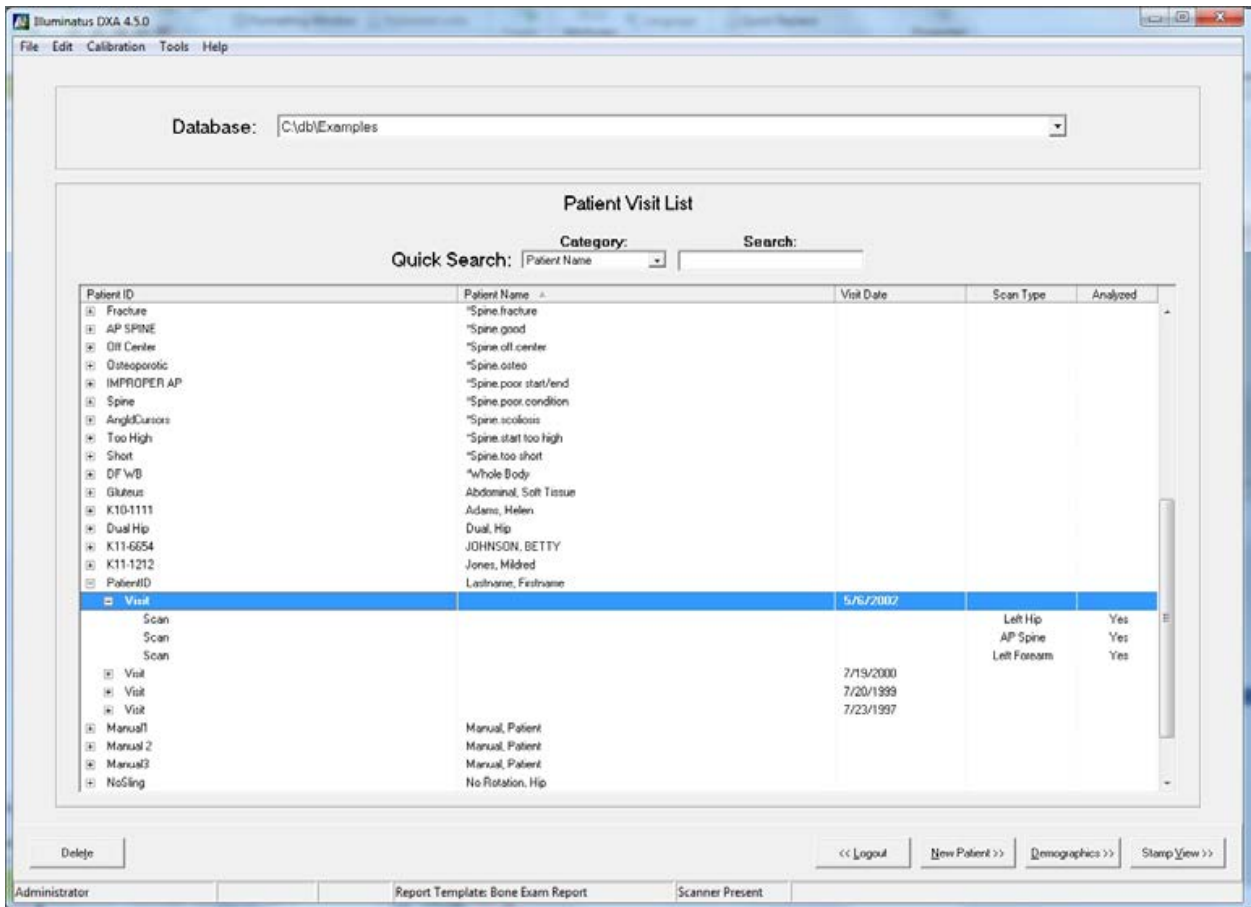 Illuminatus DXA 4.5.0
File Edit Calibration Tools Help
Database: C:\db\Examples
Patient Visit List
Category: Search:
Quick Search: Patient Name
Patient ID Patient Name Visit Date Scan Type Analyzed
Fracture *Spine.fracture
AP SPINE *Spine.good
Off Center *Spine.off.center
Osteoporotic *Spine.osteo
IMPROPER AP *Spine.poor start/end
Spine *Spine.poor.condition
AngldCursors *Spine.scoliosis
Too High *Spine.start too high
Short *Spine.too short
DF WB *Whole Body
Gluteus Abdominal, Soft Tissue
K10-1111 Adams, Helen
Dual Hip Dual, Hip
K11-6654 JOHNSON, BETTY
K11-1212 Jones, Mildred
PatientID Lastname, Firstname
Visit 5/6/2002
Scan Left Hip Yes
Scan AP Spine Yes
Scan Left Forearm Yes
Visit 7/19/2000
Visit 7/20/1999
Visit 7/23/1997
Manual1 Manual, Patient
Manual 2 Manual, Patient
Manual3 Manual, Patient
NoSling No Rotation, Hip
Delete << Logout New Patient >> Demographics >> Stamp View >>
Administrator Report Template: Bone Exam Report Scanner Present